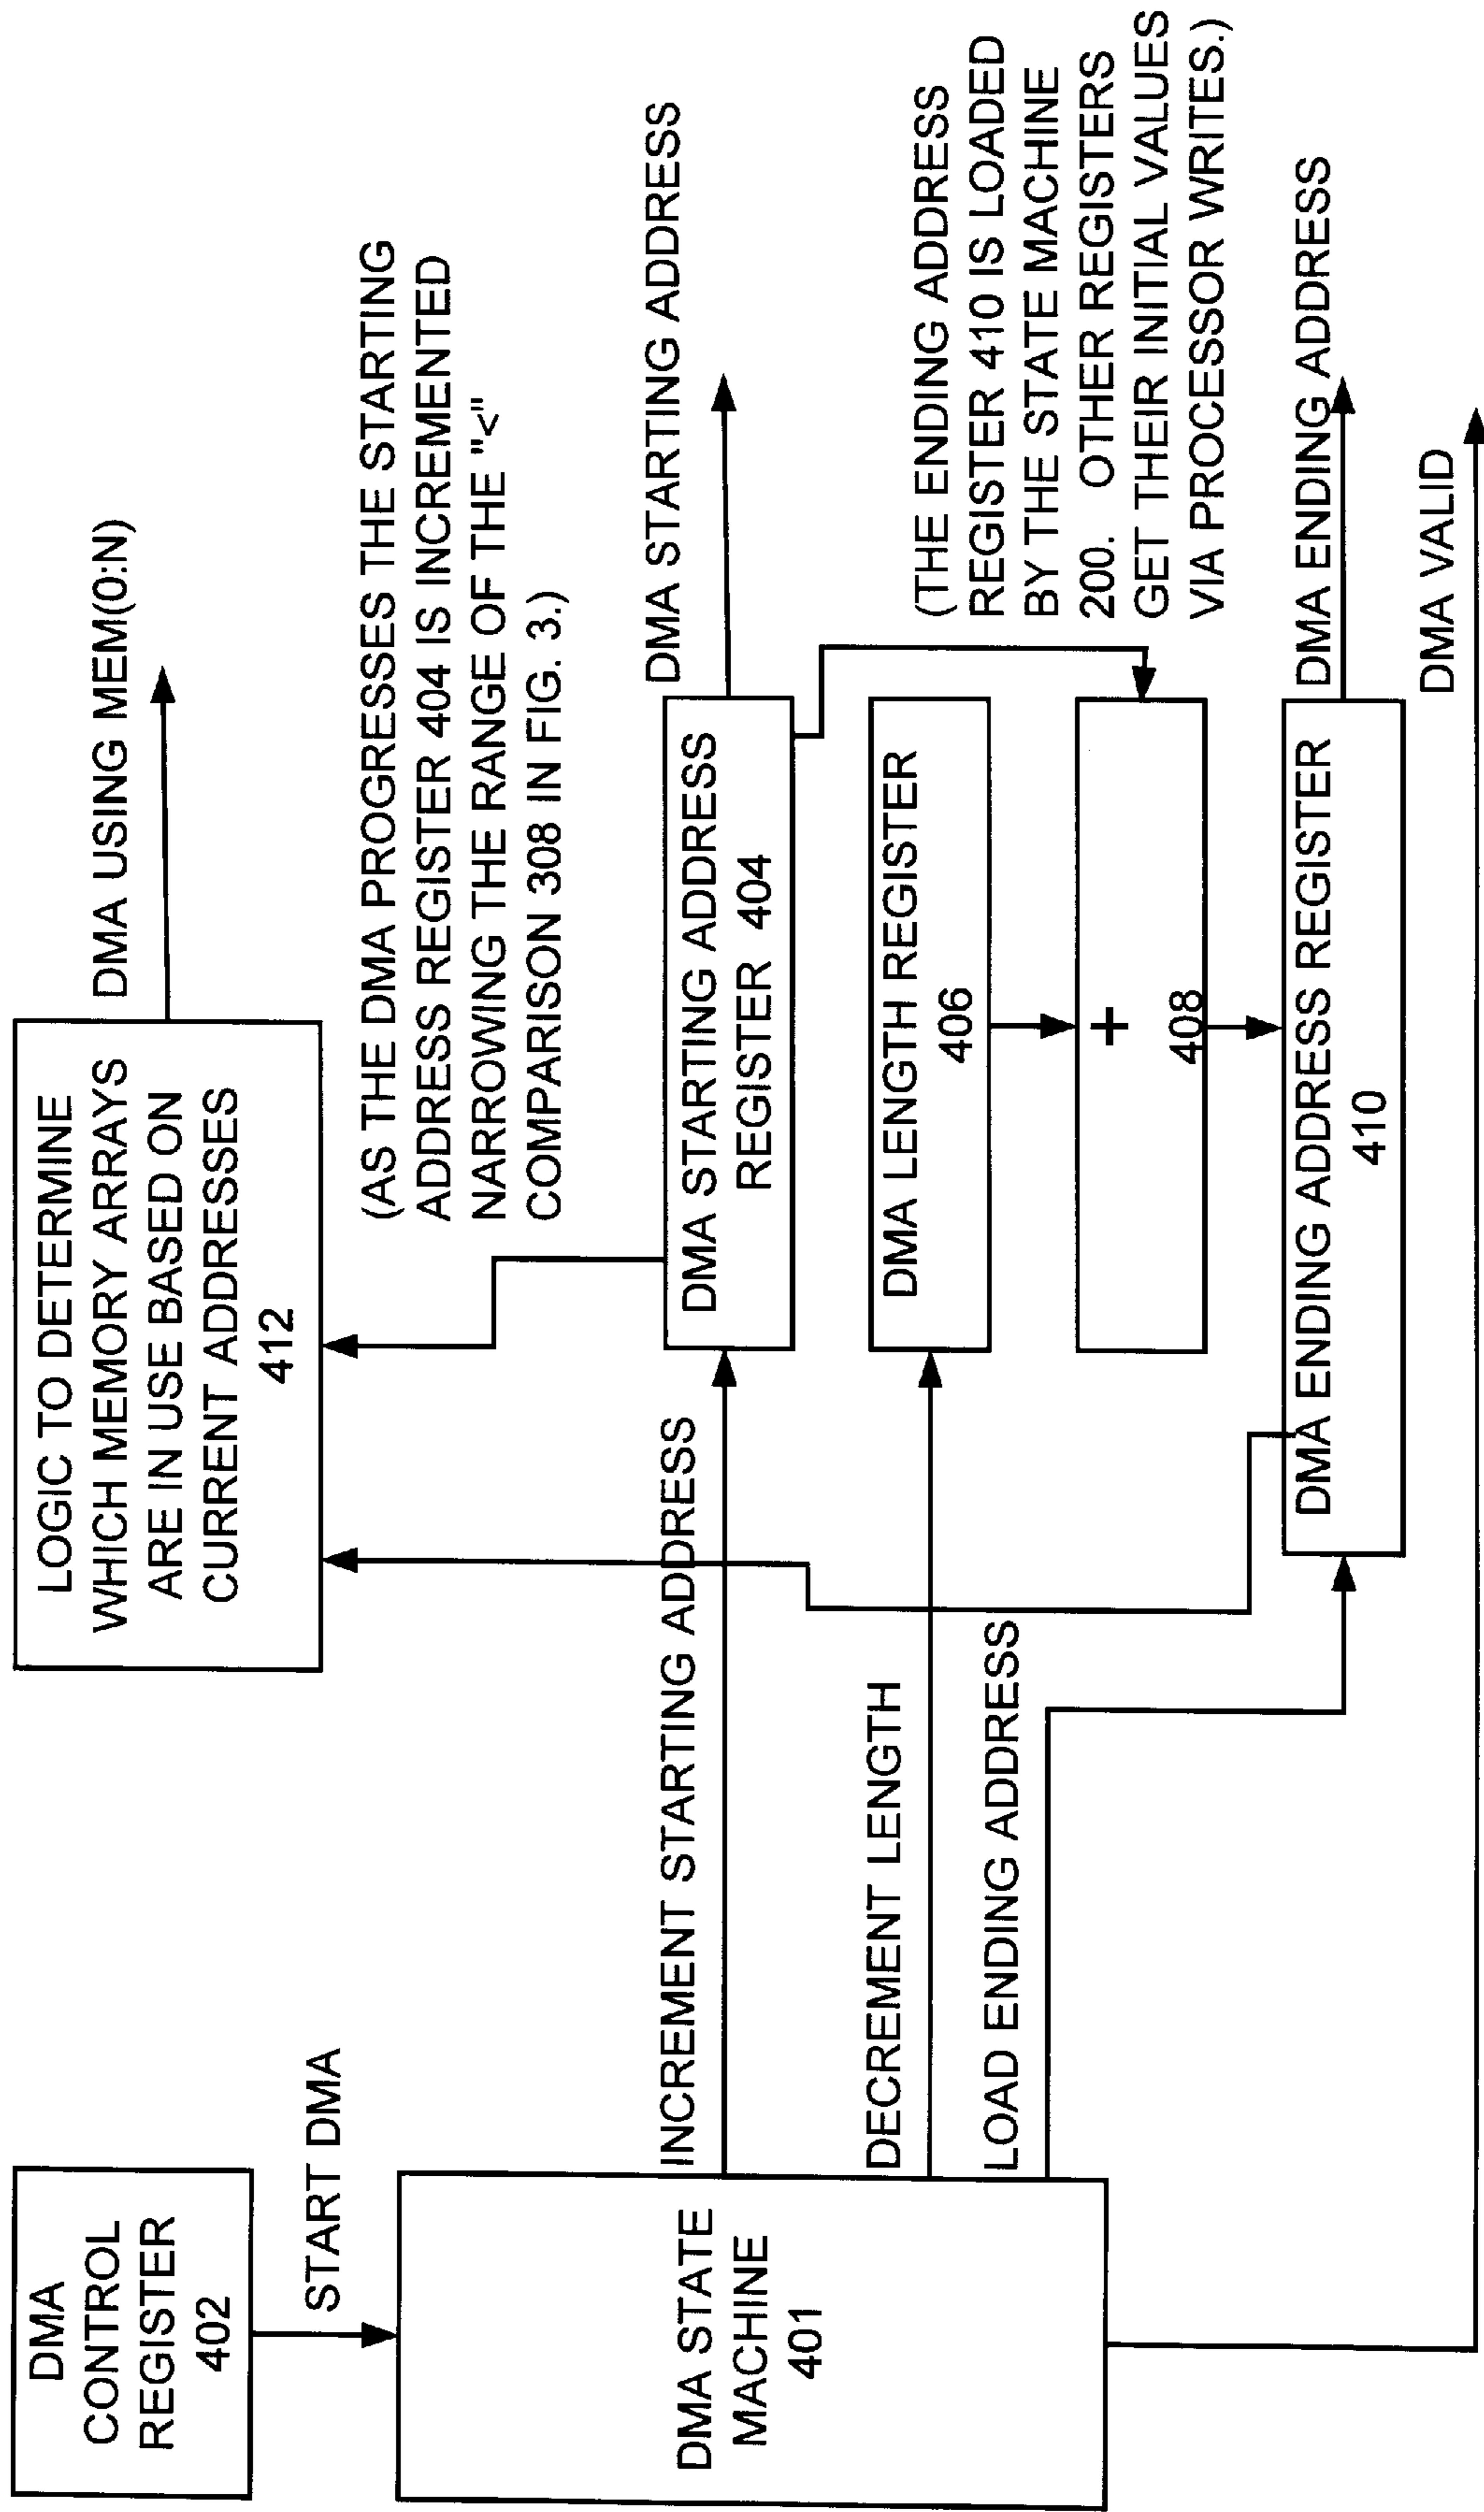 DMA
CONTROL
REGISTER
402
START DMA
DMA STATE
MACHINE
401
LOGIC TO DETERMINE
WHICH MEMORY ARRAYS
ARE IN USE BASED ON
CURRENT ADDRESSES
412
DMA USING MEM(0:N)
(AS THE DMA PROGRESSES THE STARTING
ADDRESS REGISTER 404 IS INCREMENTED
NARROWING THE RANGE OF THE "<"
COMPARISON 308 IN FIG. 3.)
INCREMENT STARTING ADDRESS
DMA STARTING ADDRESS
REGISTER 404
DMA STARTING ADDRESS
DECREMENT LENGTH
DMA LENGTH REGISTER
406
LOAD ENDING ADDRESS
+
408
(THE ENDING ADDRESS
REGISTER 410 IS LOADED
BY THE STATE MACHINE
200. OTHER REGISTERS
GET THEIR INITIAL VALUES
VIA PROCESSOR WRITES.)
DMA ENDING ADDRESS REGISTER
410
DMA ENDING ADDRESS
DMA VALID